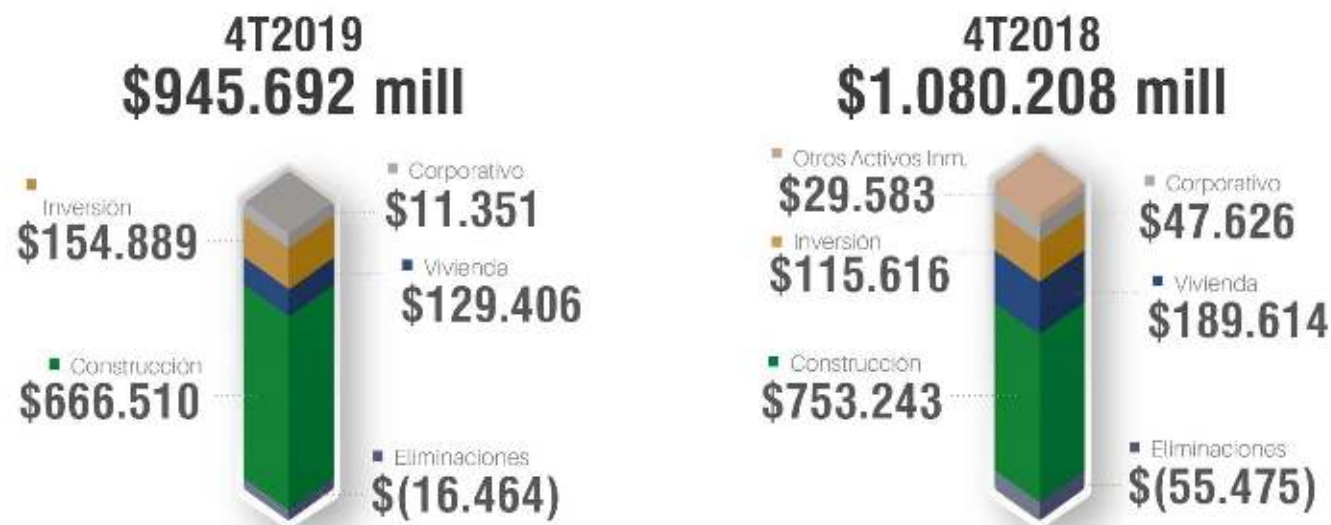 4T2019
$945.692 mill
Corporativo
$11.351
Inversión
$154.889
Vivienda
$129.406
Construcción
$666.510
Eliminaciones
$(16.464)
4T2018
$1.080.208 mill
Otros Activos Inm.
$29.583
Corporativo
$47.626
Inversión
$115.616
Vivienda
$189.614
Construcción
$753.243
Eliminaciones
$(55.475)